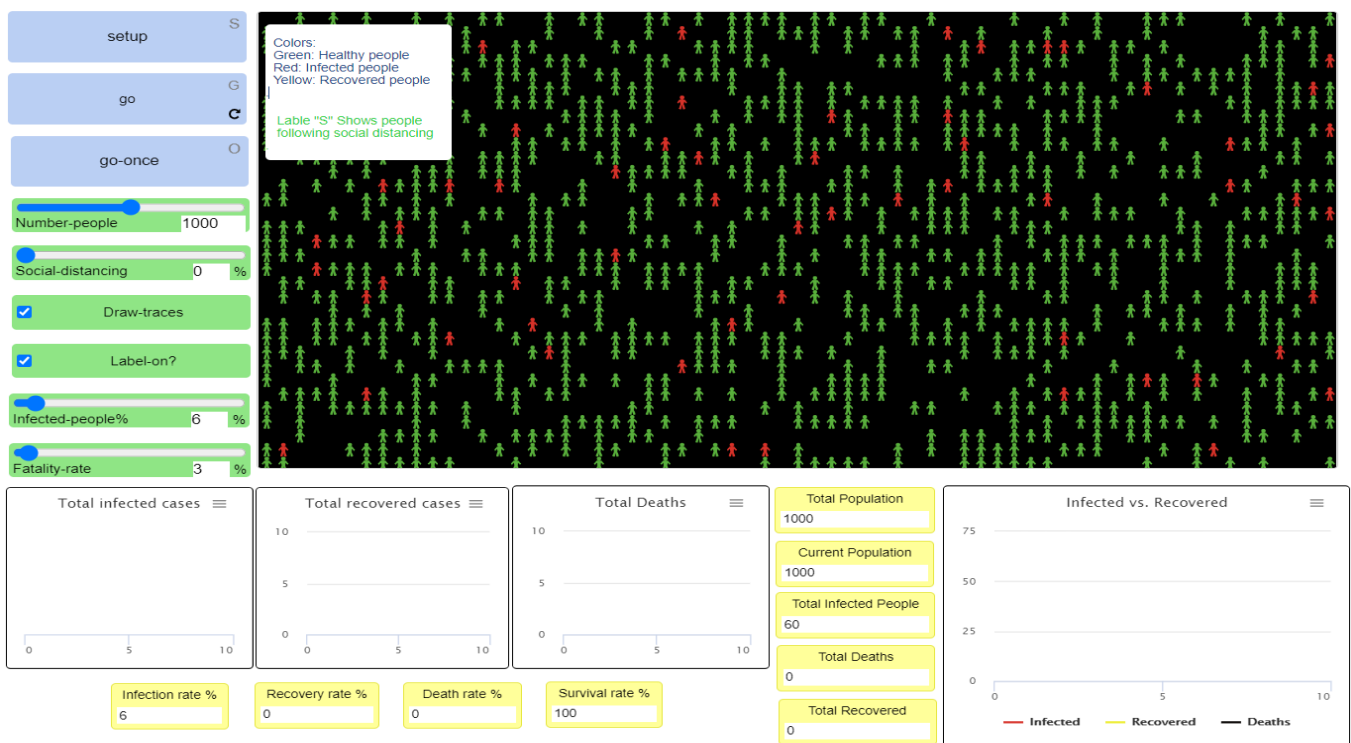 setup
S
go
G
go-once
O
Number-people 1000
Social-distancing 0 %
Draw-traces
Label-on?
Infected-people% 6 %
Fatality-rate 3 %
Colors:
Green: Healthy people
Red: Infected people
Yellow: Recovered people
Lable "S" Shows people
following social distancing
Total infected cases
0 5 10
Total recovered cases
10
5
0
0 5 10
Total Deaths
10
5
0
0 5 10
Total Population
1000
Current Population
1000
Total Infected People
60
Total Deaths
0
Total Recovered
0
Infected vs. Recovered
75
50
25
0
0 5 10
Infected Recovered Deaths
Infection rate %
6
Recovery rate %
0
Death rate %
0
Survival rate %
100